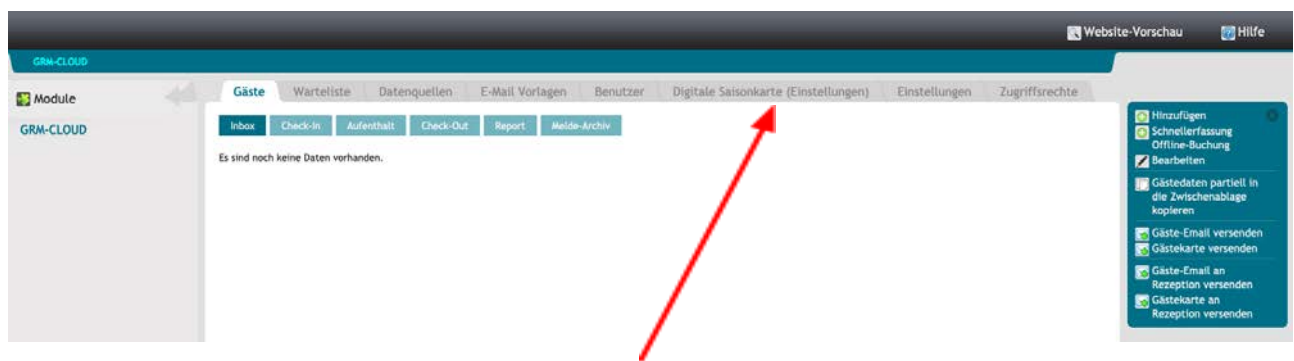 Website-Vorschau Hilfe
GRM-CLOUD
Module
GRM-CLOUD
Gäste Warteliste Datenquellen E-Mail Vorlagen Benutzer Digitale Saisonkarte (Einstellungen) Einstellungen Zugriffsrechte
Inbox Check-In Aufenthalt Check-Out Report Melde-Archiv
Es sind noch keine Daten vorhanden.
Hinzufügen
Schnellerfassung
Offline-Buchung
Bearbeiten
Gästedaten partiell in
die Zwischenablage
kopieren
Gäste-Email versenden
Gästekarte versenden
Gäste-Email an
Rezeption versenden
Gästekarte an
Rezeption versenden